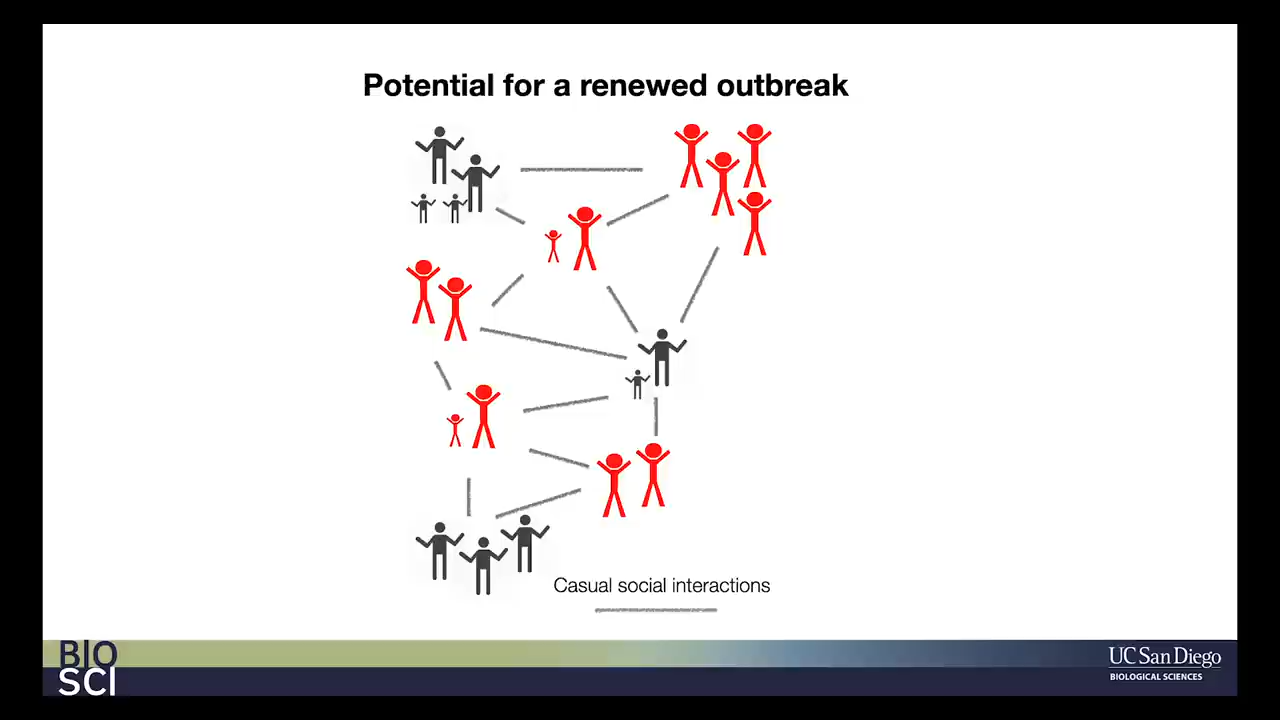 Potential for a renewed outbreak
Casual social interactions
BIO
SCI
UC San Diego
BIOLOGICAL SCIENCES